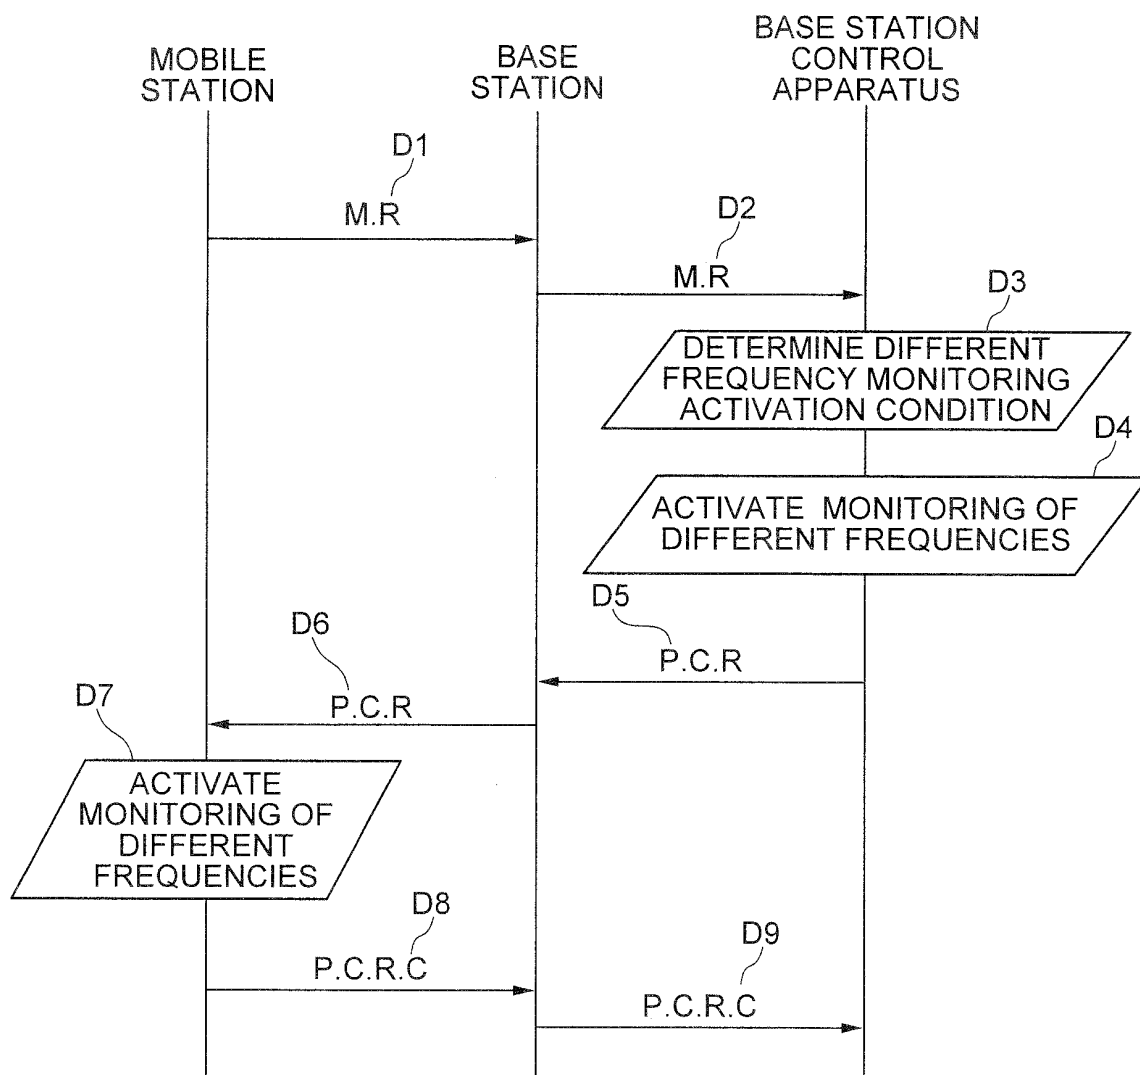 MOBILE
STATION
BASE
STATION
BASE STATION
CONTROL
APPARATUS
D1
M.R
D2
M.R
D3
DETERMINE DIFFERENT
FREQUENCY MONITORING
ACTIVATION CONDITION
D4
ACTIVATE MONITORING OF
DIFFERENT FREQUENCIES
D5
P.C.R
D6
P.C.R
D7
ACTIVATE
MONITORING OF
DIFFERENT
FREQUENCIES
D8
P.C.R.C
D9
P.C.R.C